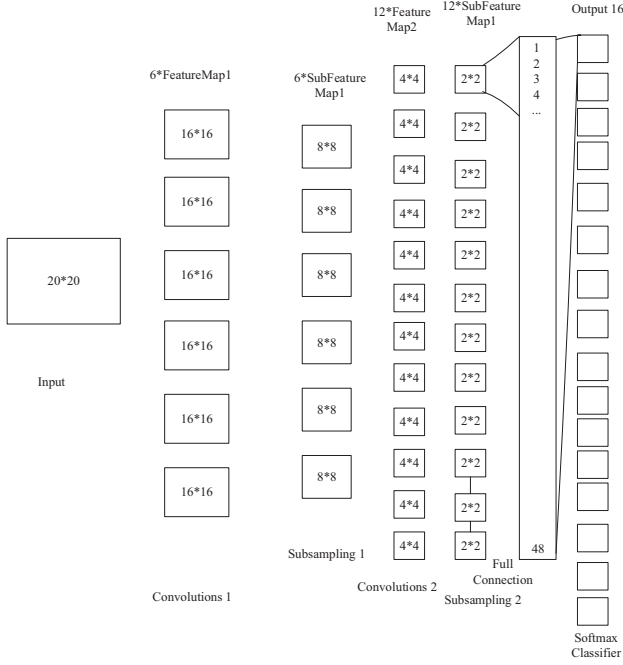 12*Feature
Map2
12*SubFeature
Map1
Output 16
6*FeatureMap1
6*SubFeature
Map1
20*20
Input
16*16
16*16
16*16
16*16
16*16
16*16
Convolutions 1
8*8
8*8
8*8
8*8
8*8
8*8
Subsampling 1
4*4
4*4
4*4
4*4
4*4
4*4
4*4
4*4
4*4
4*4
4*4
4*4
Convolutions 2
2*2
2*2
2*2
2*2
2*2
2*2
2*2
2*2
2*2
2*2
2*2
2*2
Subsampling 2
1
2
3
4
...
48
Full
Connection
Softmax
Classifier